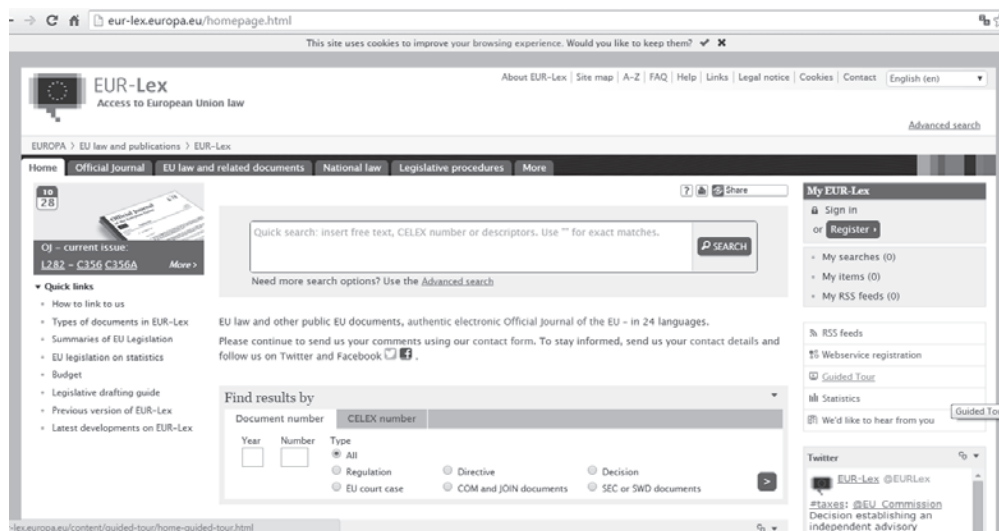 eur-lex.europa.eu/homepage.html
This site uses cookies to improve your browsing experience. Would you like to keep them?
EUR-Lex
Access to European Union law
About EUR-Lex | Site map | A-Z | FAQ | Help | Links | Legal notice | Cookies | Contact
English (en)
Advanced search
EUROPA > EU law and publications > EUR-Lex
Home Official Journal EU law and related documents National law Legislative procedures More
10
28
Official Journal
OJ - current issue:
L282 - C356 C356A More >
Quick links
How to link to us
Types of documents in EUR-Lex
Summaries of EU Legislation
EU legislation on statistics
Budget
Legislative drafting guide
Previous version of EUR-Lex
Latest developments on EUR-Lex
? Share
Quick search: insert free text, CELEX number or descriptors. Use "" for exact matches.
SEARCH
Need more search options? Use the Advanced search
EU law and other public EU documents, authentic electronic Official Journal of the EU - in 24 languages.
Please continue to send us your comments using our contact form. To stay informed, send us your contact details and
follow us on Twitter and Facebook .
Find results by
Document number CELEX number
Year Number Type
All
Regulation Directive Decision
EU court case COM and JOIN documents SEC or SWD documents
>
My EUR-Lex
Sign in
or Register
My searches (0)
My items (0)
My RSS feeds (0)
RSS feeds
Webservice registration
Guided Tour
Statistics
Guided To
We'd like to hear from you
Twitter
EUR-Lex @EURLex
#taxes: @EU_Commission
Decision establishing an
independent advisory
-lex.europa.eu/content/guided-tour/home-guided-tour.html